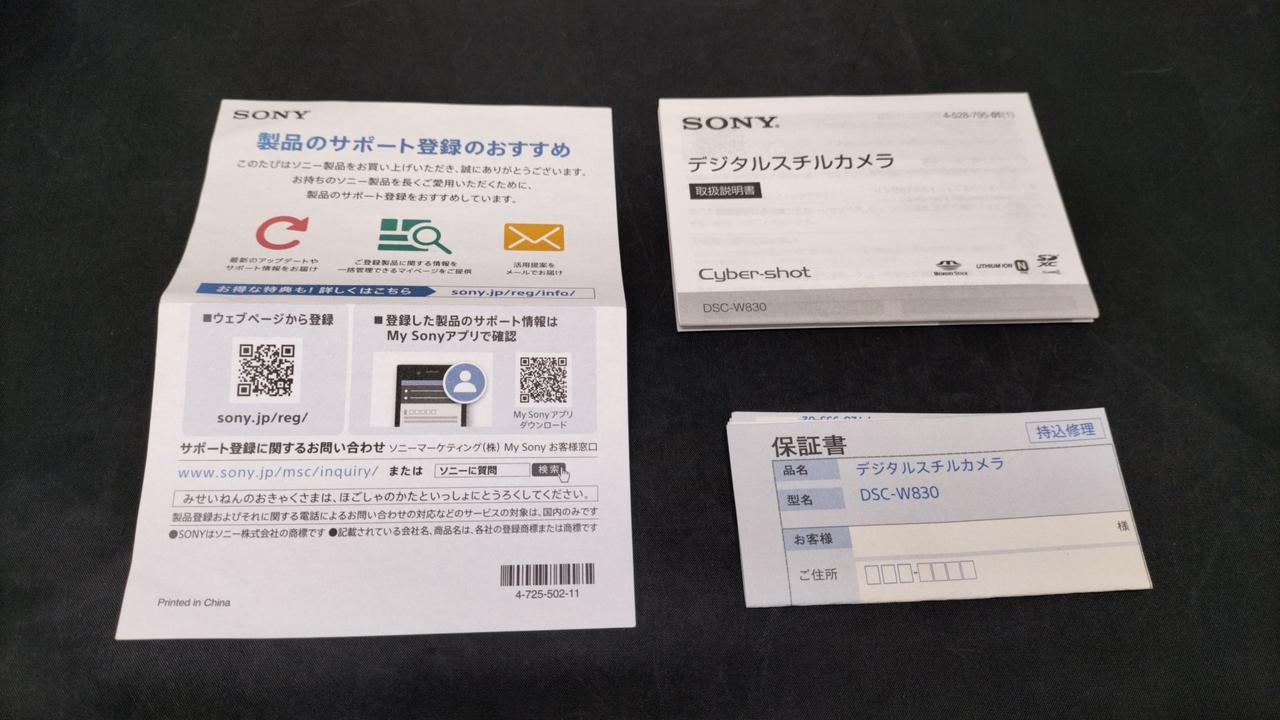 SONY
製品のサポート登録のおすすめ
このたびはソニー製品をお買い上げいただき、誠にありがとうございます。
お持ちのソニー製品を長くご愛用いただくために、
製品のサポート登録をおすすめしています。
最新のアップデートや
サポート情報をお届け
ご登録製品に関する情報を
一括管理できるマイページをご提供
活用提案を
メールでお届け
お得な特典も!詳しくはこちら sony.jp/reg/info/
■ウェブページから登録
sony.jp/reg/
■登録した製品のサポート情報は
My Sonyアプリで確認
My Sonyアプリ
ダウンロード
サポート登録に関するお問い合わせ ソニーマーケティング(株) My Sony お客様窓口
www.sony.jp/msc/inquiry/ または ソニーに質問 検索
みせいねんのおきゃくさまは、ほごしゃのかたといっしょにとうろくしてください。
製品登録およびそれに関する電話によるお問い合わせの対応などのサービスの対象は、国内のみです
●SONYはソニー株式会社の商標です ●記載されている会社名、商品名は、各社の登録商標または商標です
4-725-502-11
Printed in China
SONY®
4-528-795-01(1)
デジタルスチルカメラ
取扱説明書
Cyber-shot
MEMORY STICK
LITHIUM ION N
SD XC
DSC-W830
保証書
持込修理
品名 デジタルスチルカメラ
型名 DSC-W830
お客様 様
ご住所